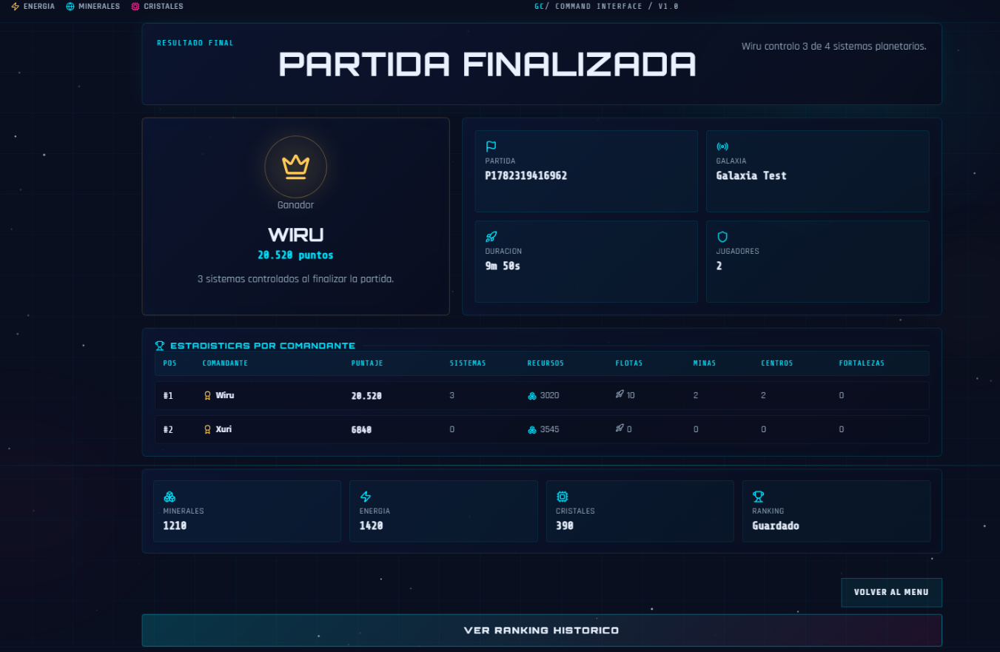 ENERGIA MINERALES CRISTALES GC/ COMMAND INTERFACE / V1.0
RESULTADO FINAL
PARTIDA FINALIZADA
Wiru controlo 3 de 4 sistemas planetarios.
Ganador
WIRU
20.520 puntos
3 sistemas controlados al finalizar la partida.
PARTIDA
P1782319416962
GALAXIA
Galaxia Test
DURACION
9m 50s
JUGADORES
2
ESTADISTICAS POR COMANDANTE
POS COMANDANTE PUNTAJE SISTEMAS RECURSOS FLOTAS MINAS CENTROS FORTALEZAS
#1 Wiru 20.520 3 3020 10 2 2 0
#2 Xuri 6840 0 3545 0 0 0 0
MINERALES
1210
ENERGIA
1420
CRISTALES
390
RANKING
Guardado
VOLVER AL MENU
VER RANKING HISTORICO